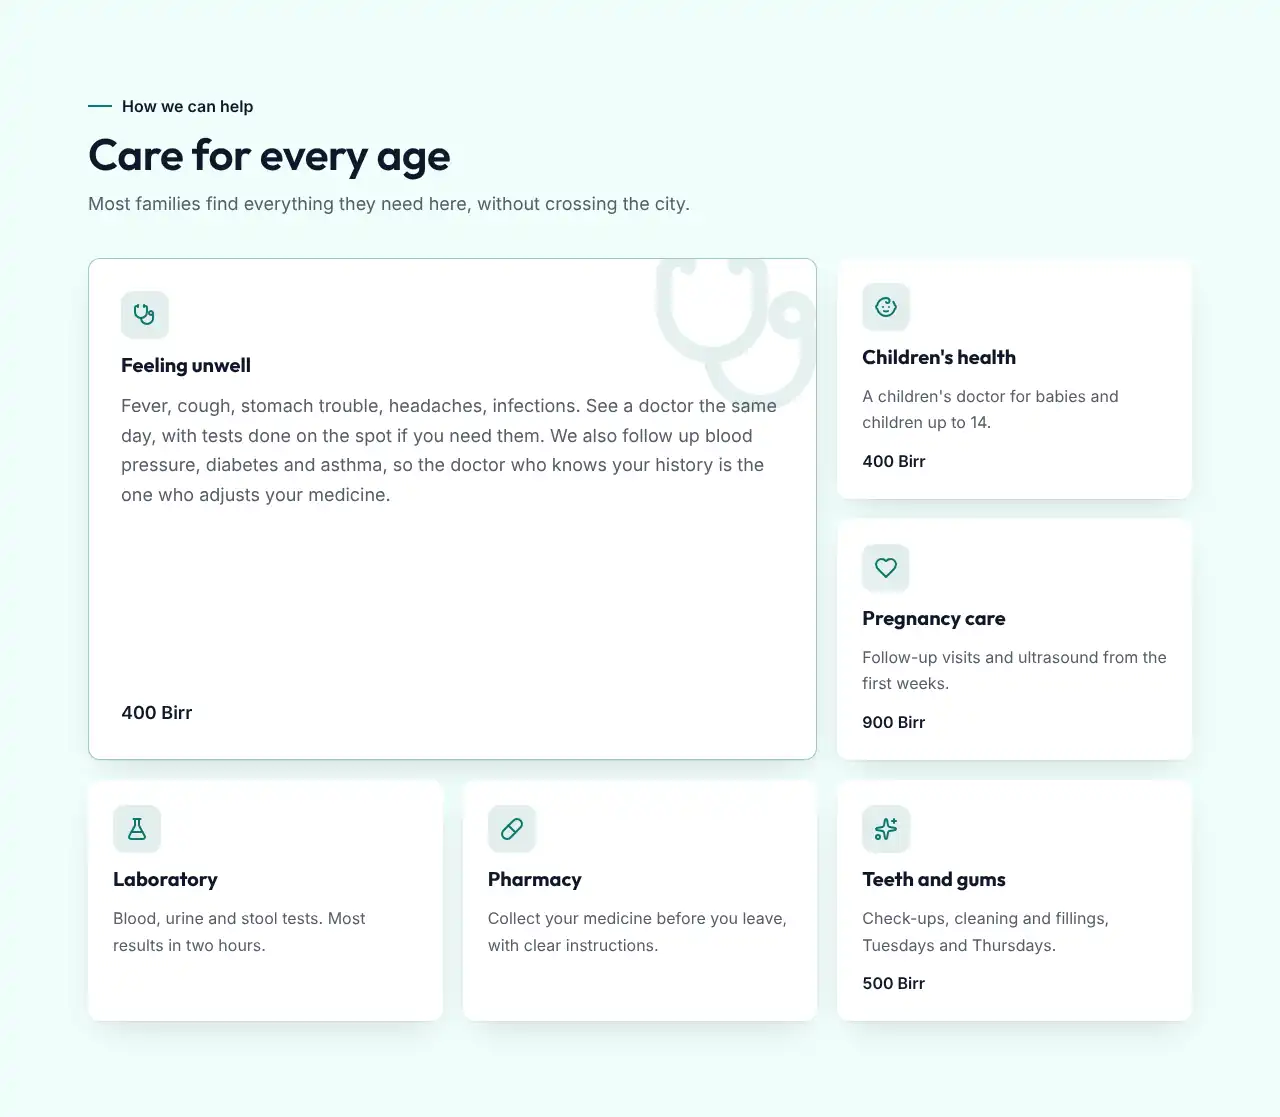 How we can help
Care for every age
Most families find everything they need here, without crossing the city.
Feeling unwell
Fever, cough, stomach trouble, headaches, infections. See a doctor the same
day, with tests done on the spot if you need them. We also follow up blood
pressure, diabetes and asthma, so the doctor who knows your history is the
one who adjusts your medicine.
400 Birr
Children's health
A children's doctor for babies and
children up to 14.
400 Birr
Pregnancy care
Follow-up visits and ultrasound from the
first weeks.
900 Birr
Laboratory
Blood, urine and stool tests. Most
results in two hours.
Pharmacy
Collect your medicine before you leave,
with clear instructions.
Teeth and gums
Check-ups, cleaning and fillings,
Tuesdays and Thursdays.
500 Birr